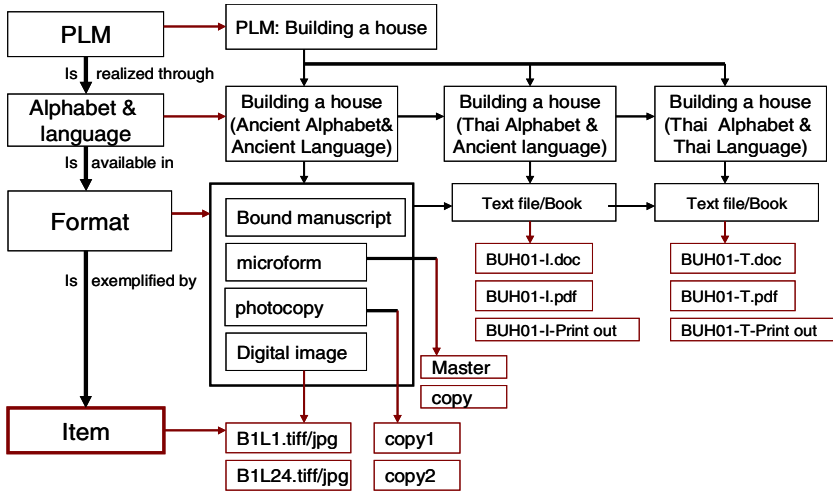 PLM
PLM: Building a house
Is realized through
Alphabet &
language
Building a house
(Ancient Alphabet&
Ancient Language)
Building a house
(Thai Alphabet &
Ancient language)
Building a house
(Thai Alphabet &
Thai Language)
Is available in
Format
Bound manuscript
microform
photocopy
Digital image
Text file/Book
Text file/Book
BUH01-I.doc
BUH01-I.pdf
BUH01-I-Print out
BUH01-T.doc
BUH01-T.pdf
BUH01-T-Print out
Is exemplified by
Master
copy
Item
B1L1.tiff/jpg
B1L24.tiff/jpg
copy1
copy2